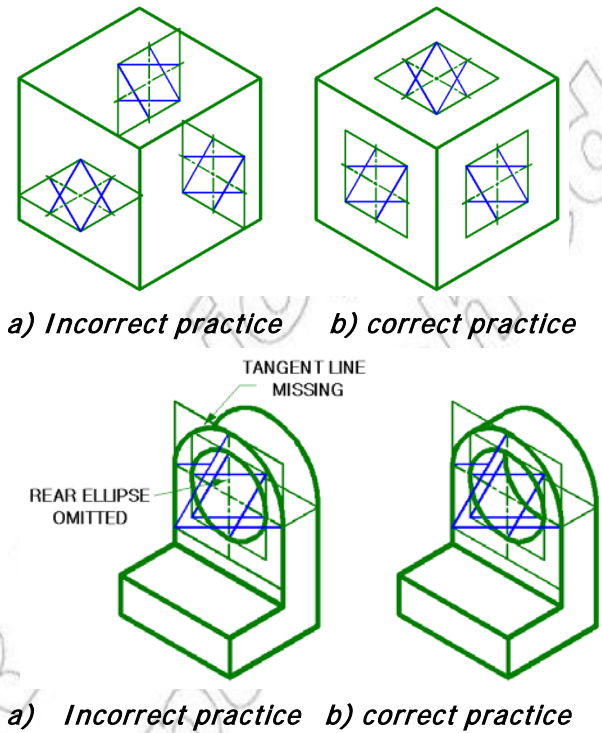 a) Incorrect practice b) correct practice
TANGENT LINE
MISSING
REAR ELLIPSE
OMITTED
a) Incorrect practice b) correct practice